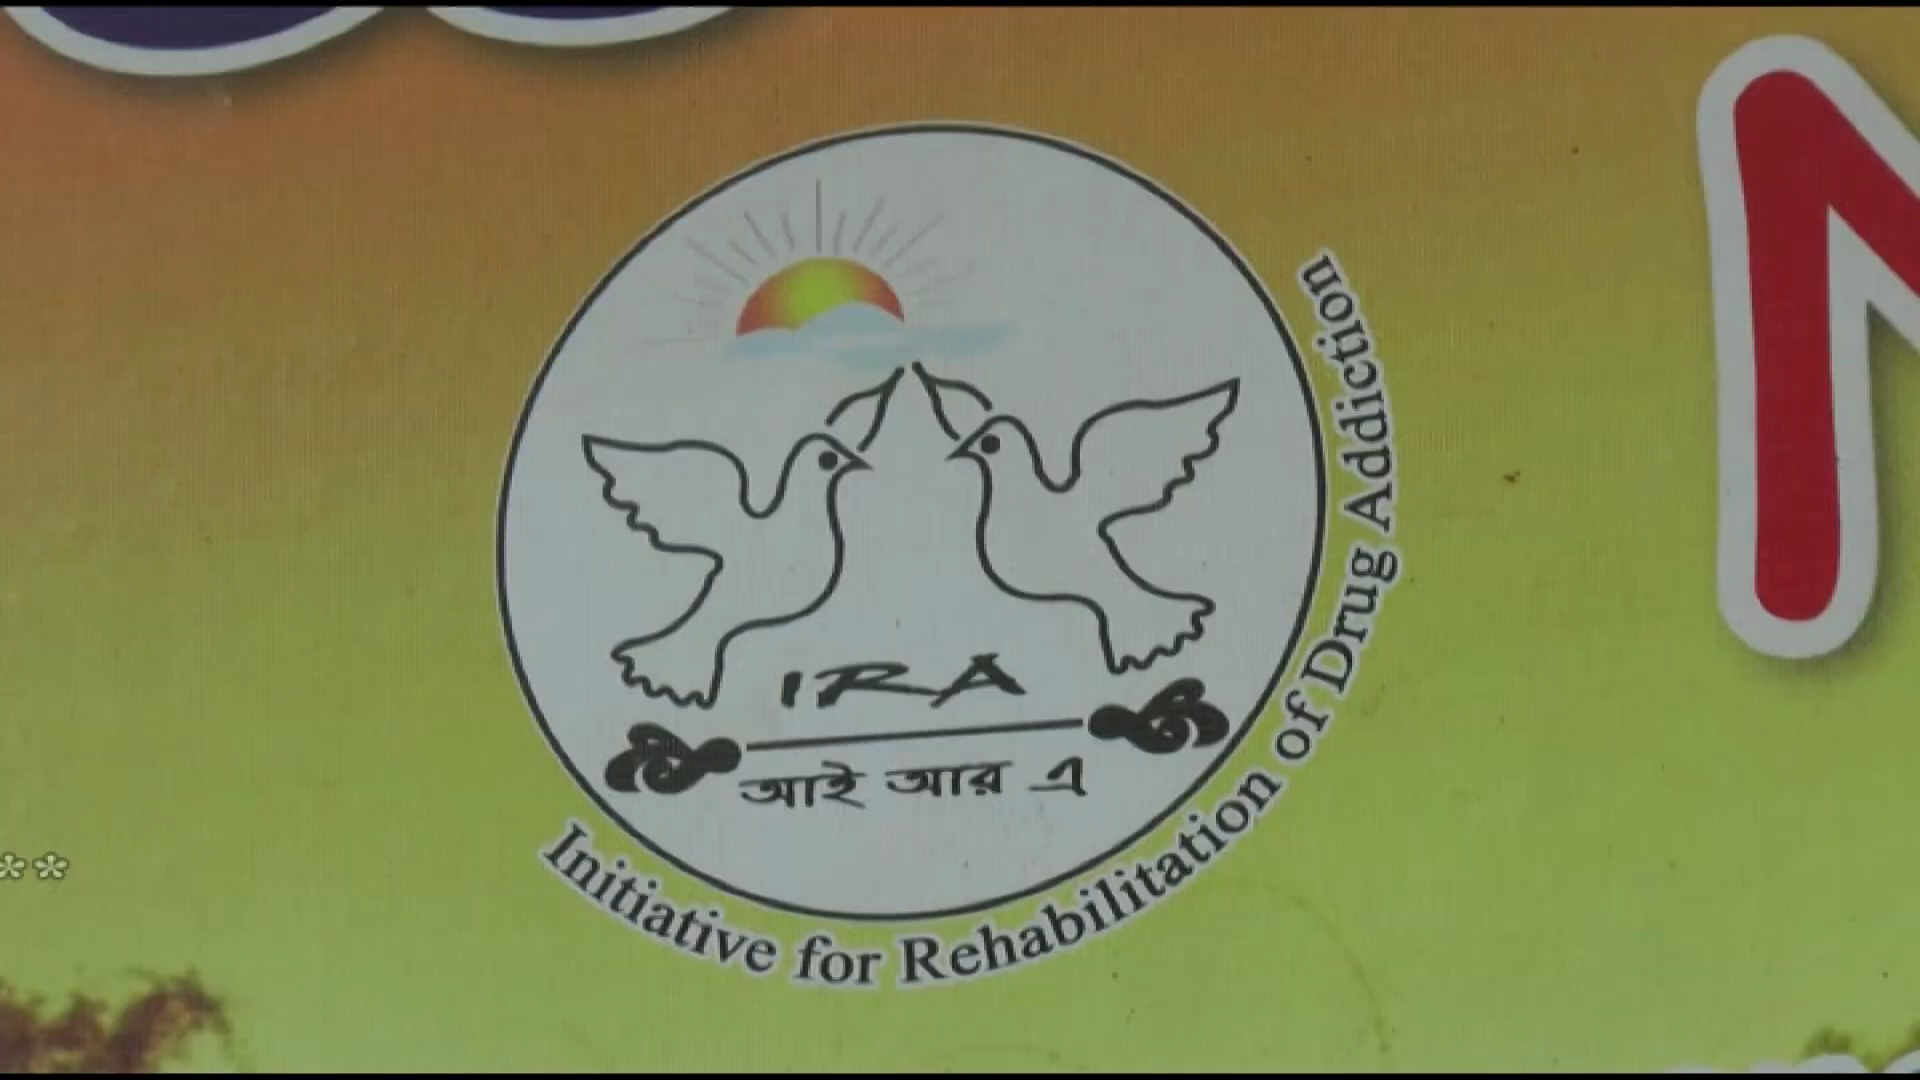 IRA
আই আর এ
Initiative for Rehabilitation of Drug Addiction
**